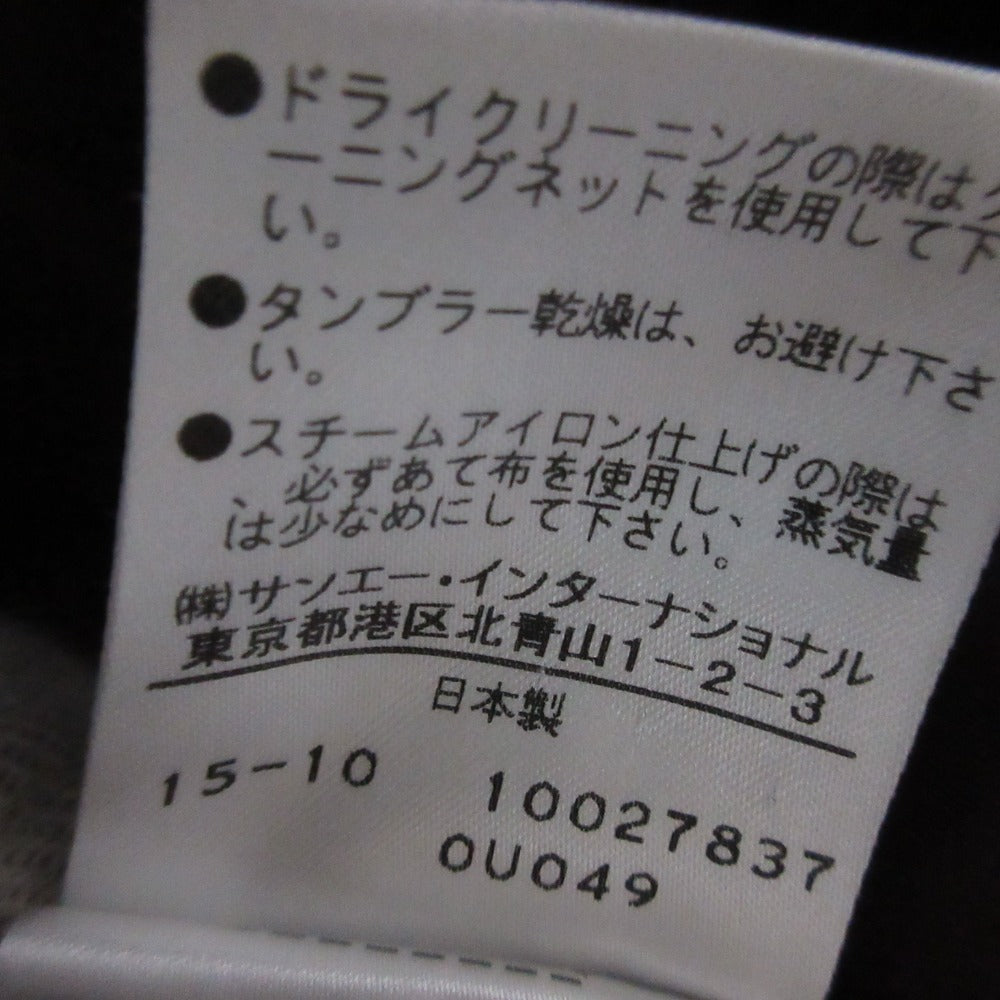 ●ドライクリーニングの際はク
ーニングネットを使用して下
い。
●タンブラー乾燥は、お避け下さ
い。
●スチームアイロン仕上げの際は
、必ずあて布を使用し、蒸気量
は少なめにして下さい。
(株)サンエー・インターナショナル
東京都港区北青山1-2-3
日本製
15-10 10027837
0U049